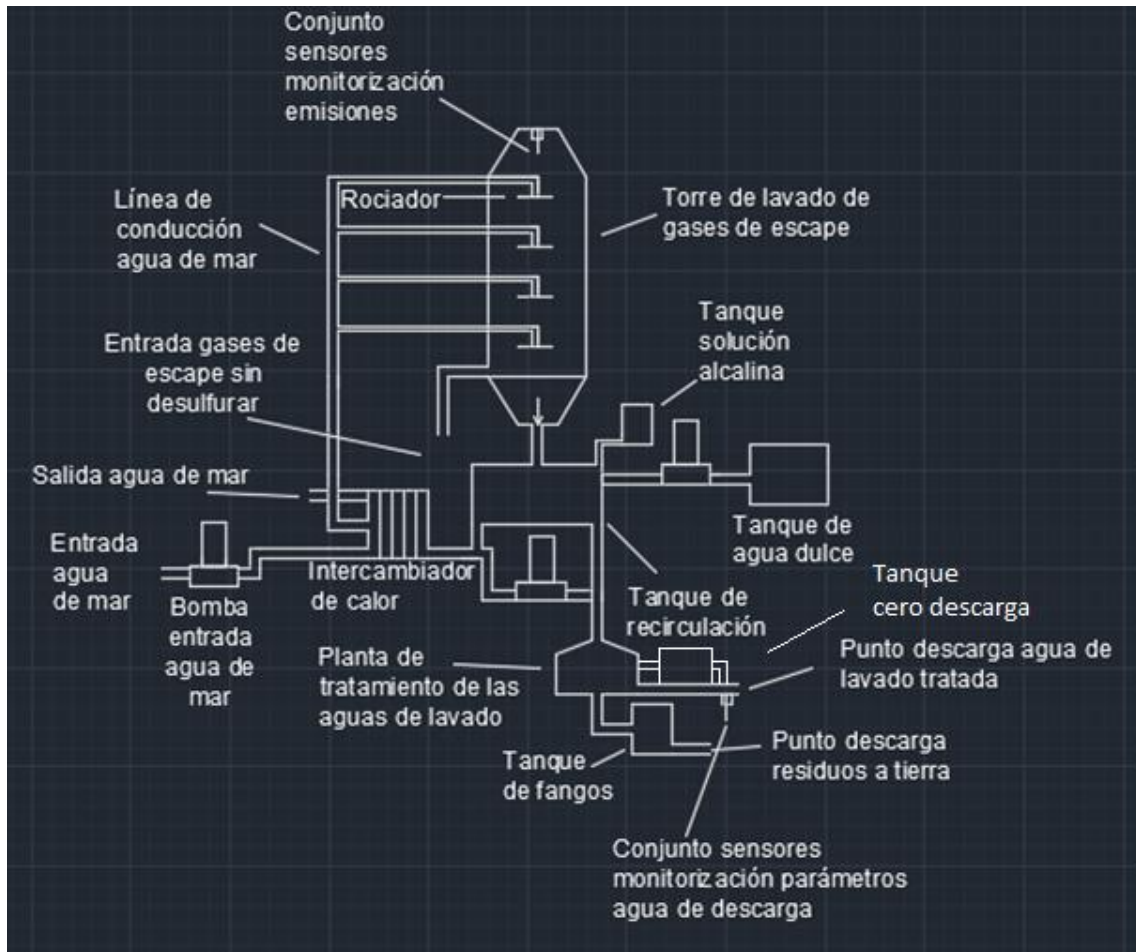 Conjunto
sensores
monitorización
emisiones
Línea de
conducción
agua de mar
Rociador
Torre de lavado de
gases de escape
Entrada gases de
escape sin
desulfurar
Tanque
solución
alcalina
Salida agua de mar
Entrada
agua
de mar
Bomba
entrada
agua de
mar
Intercambiador
de calor
Tanque de
agua dulce
Tanque de
recirculación
Tanque
cero descarga
Planta de
tratamiento de las
aguas de lavado
Punto descarga agua de
lavado tratada
Tanque
de fangos
Punto descarga
residuos a tierra
Conjunto sensores
monitorización parámetros
agua de descarga